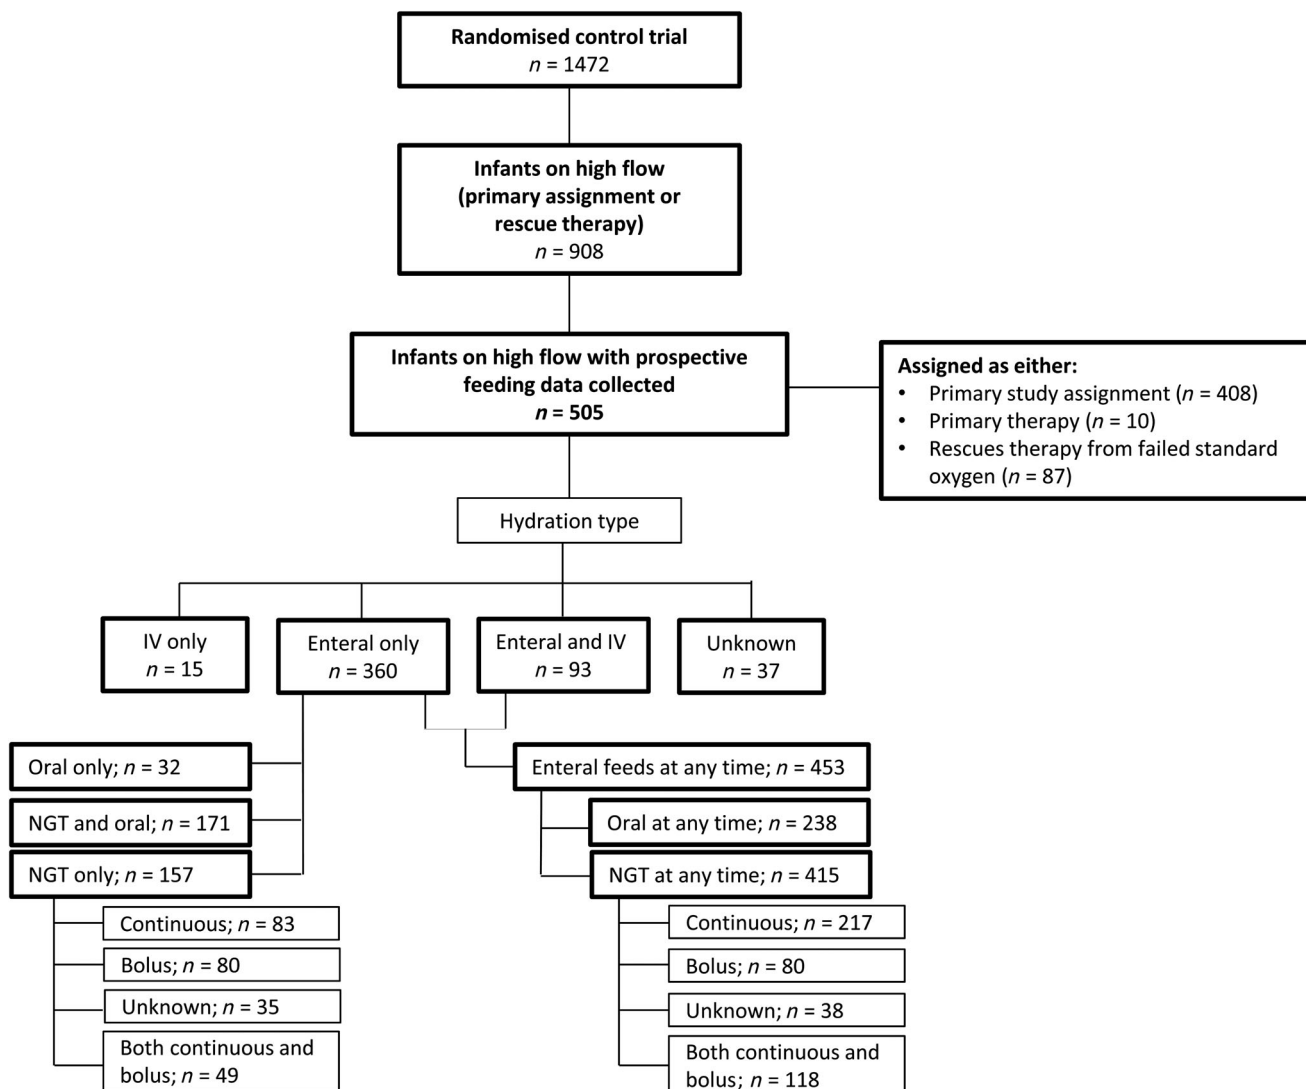 Randomised control trial
n = 1472
Infants on high flow
(primary assignment or
rescue therapy)
n = 908
Infants on high flow with prospective
feeding data collected
n = 505
Assigned as either:
• Primary study assignment (n = 408)
• Primary therapy (n = 10)
• Rescues therapy from failed standard
oxygen (n = 87)
Hydration type
IV only
n = 15
Enteral only
n = 360
Enteral and IV
n = 93
Unknown
n = 37
Oral only; n = 32
NGT and oral; n = 171
NGT only; n = 157
Continuous; n = 83
Bolus; n = 80
Unknown; n = 35
Both continuous and
bolus; n = 49
Enteral feeds at any time; n = 453
Oral at any time; n = 238
NGT at any time; n = 415
Continuous; n = 217
Bolus; n = 80
Unknown; n = 38
Both continuous and
bolus; n = 118